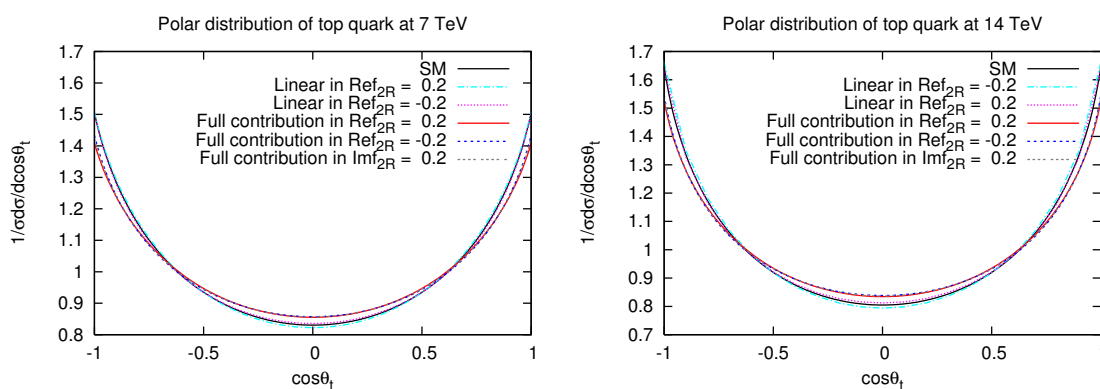 Polar distribution of top quark at 7 TeV
1/σdσ/dcosθt
1.7
1.6
1.5
1.4
1.3
1.2
1.1
1
0.9
0.8
SM
Linear in Ref2R = 0.2
Linear in Ref2R = -0.2
Full contribution in Ref2R = 0.2
Full contribution in Ref2R = -0.2
Full contribution in Imf2R = 0.2
-1 -0.5 0 0.5 1
cosθt
Polar distribution of top quark at 14 TeV
1/σdσ/dcosθt
1.7
1.6
1.5
1.4
1.3
1.2
1.1
1
0.9
0.8
0.7
SM
Linear in Ref2R = -0.2
Linear in Ref2R = 0.2
Full contribution in Ref2R = 0.2
Full contribution in Ref2R = -0.2
Full contribution in Imf2R = 0.2
-1 -0.5 0 0.5
cosθt